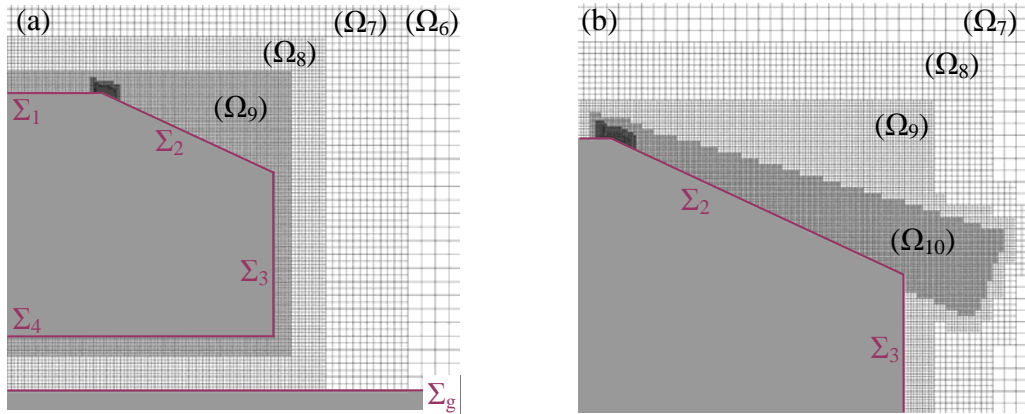 (a) (Ω₇) (Ω₆)
(Ω₈)
(Ω₉)
Σ₁
Σ₂
Σ₃
Σ₄
Σg
(b) (Ω₇)
(Ω₈)
(Ω₉)
Σ₂
(Ω₁₀)
Σ₃